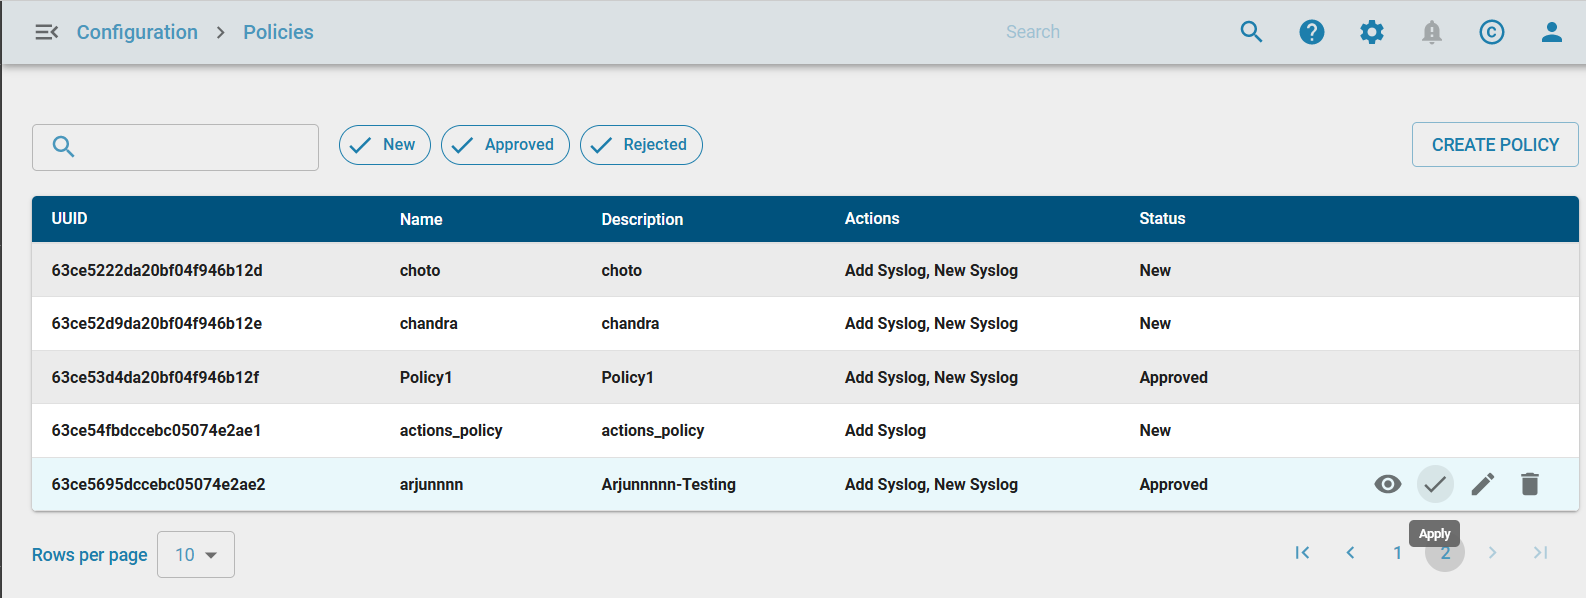 Configuration > Policies Search
New Approved Rejected CREATE POLICY
UUID Name Description Actions Status
63ce5222da20bf04f946b12d choto choto Add Syslog, New Syslog New
63ce52d9da20bf04f946b12e chandra chandra Add Syslog, New Syslog New
63ce53d4da20bf04f946b12f Policy1 Policy1 Add Syslog, New Syslog Approved
63ce54fbdccebc05074e2ae1 actions_policy actions_policy Add Syslog New
63ce5695dccebc05074e2ae2 arjunnnn Arjunnnnn-Testing Add Syslog, New Syslog Approved
Apply
Rows per page 10 1 2